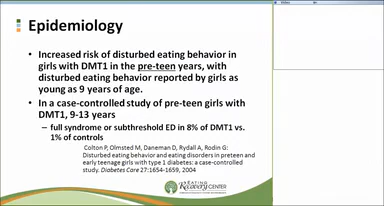 Epidemiology
• Increased risk of disturbed eating behavior in
girls with DMT1 in the pre-teen years, with
disturbed eating behavior reported by girls as
young as 9 years of age.
• In a case-controlled study of pre-teen girls with
DMT1, 9-13 years
– full syndrome or subthreshold ED in 8% of DMT1 vs.
1% of controls
Colton P, Olmsted M, Daneman D, Rydall A, Rodin G:
Disturbed eating behavior and eating disorders in preteen and
early teenage girls with type 1 diabetes: a case-controlled
study. Diabetes Care 27:1654-1659, 2004
EATING
RECOVERY CENTER